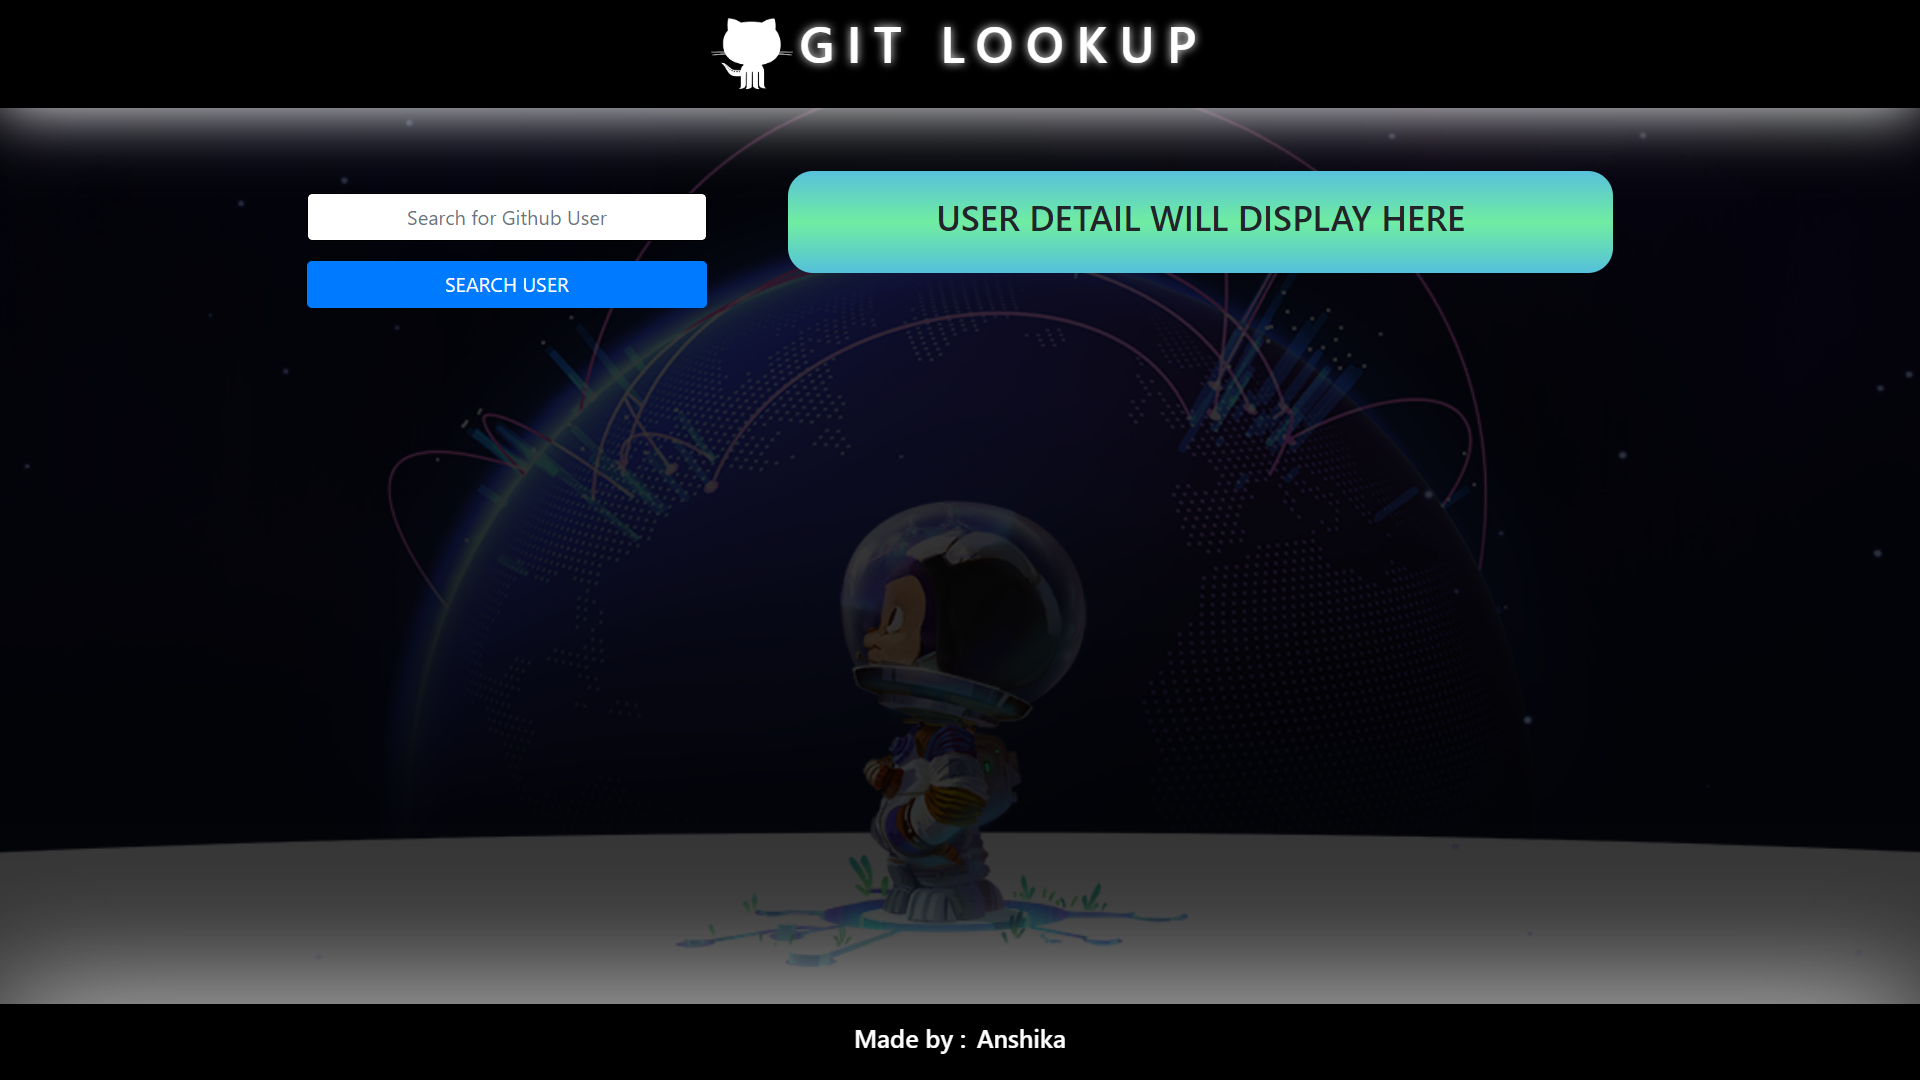 GIT LOOKUP
Search for Github User
SEARCH USER
USER DETAIL WILL DISPLAY HERE
Made by : Anshika